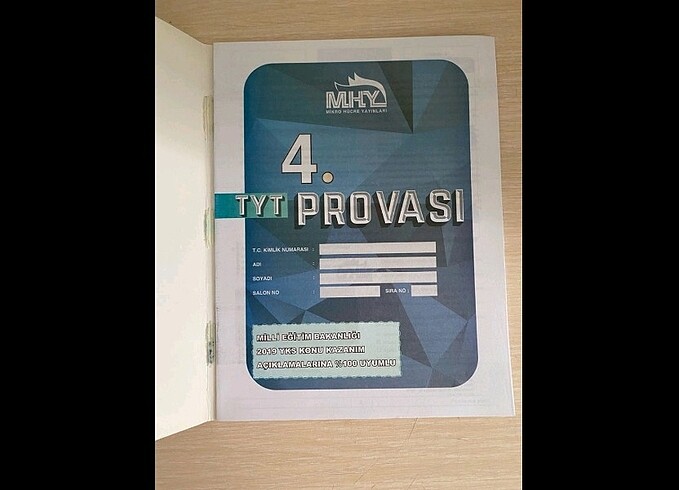 MHY
MİKRO HÜCRE YAYINLARI
4.
TYT PROVASI
T.C. KİMLİK NUMARASI :
ADI :
SOYADI :
SALON NO : SIRA NO :
MİLLİ EĞİTİM BAKANLIĞI
2019 YKS KONU KAZANIM
AÇIKLAMALARINA %100 UYUMLU